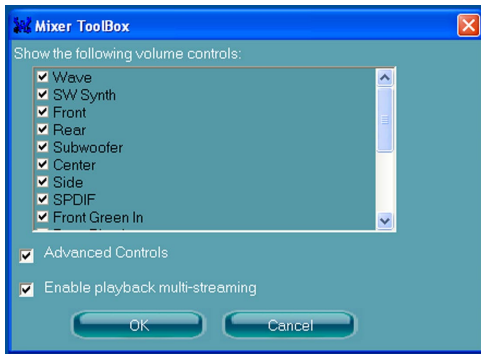 Mixer ToolBox
Show the following volume controls:
Wave
SW Synth
Front
Rear
Subwoofer
Center
Side
SPDIF
Front Green In
Advanced Controls
Enable playback multi-streaming
OK Cancel